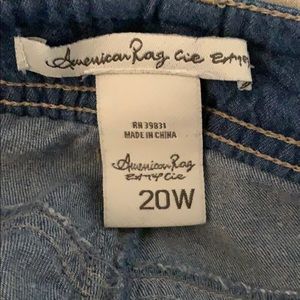 American Rag Cie
RN 39831
MADE IN CHINA
American Rag
Cie
20W